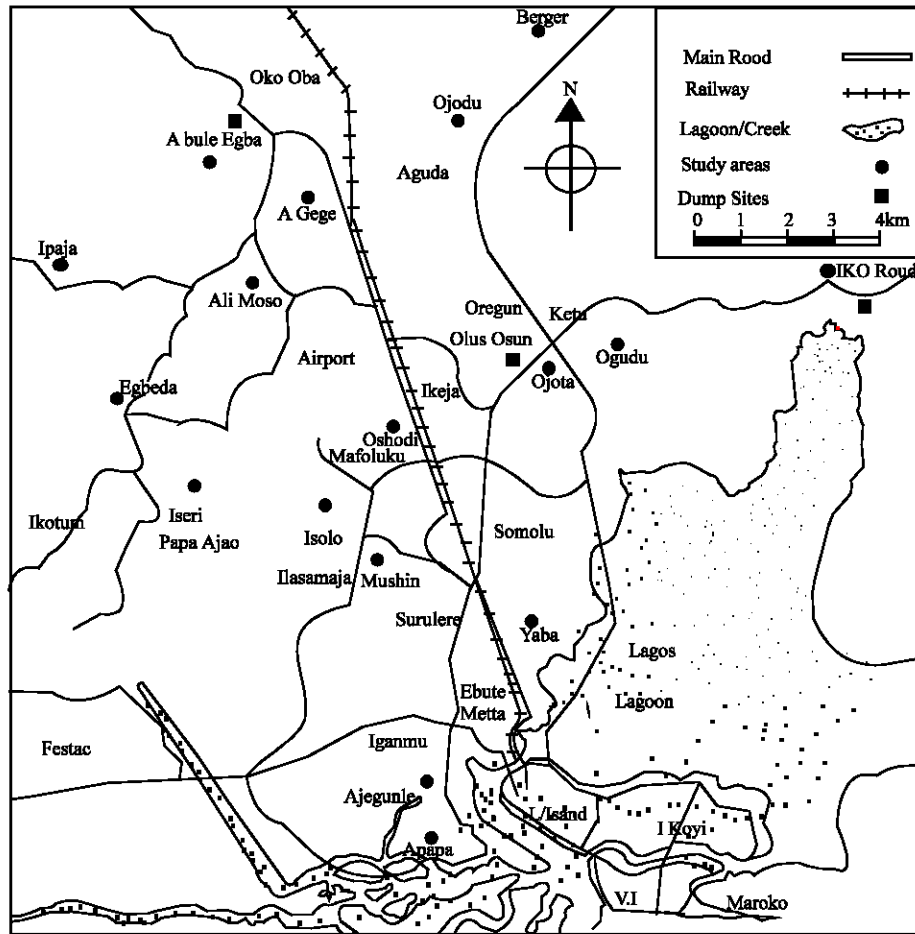 Berger
Main Rood
Oko Oba
Railway
N
Ojodu
A bule Egba
Lagoon/Creek
Aguda
Study areas
A Gege
Dump Sites
0 1 2 3 4km
Ipaja
IKO Roud
Ali Moso
Oregun
Ketu
Olus Osun
Ogudu
Airport
Ikeja
Ojota
Egbeda
Oshodi
Mafoluku
Iseri
Papa Ajao
Ikotum
Isolo
Somolu
Ilasamaja
Mushin
Surulere
Yaba
Lagos
Lagoon
Ebute
Metta
Festac
Iganmu
Ajegunle
L/Isand
I Koyi
Apapa
V.I
Maroko